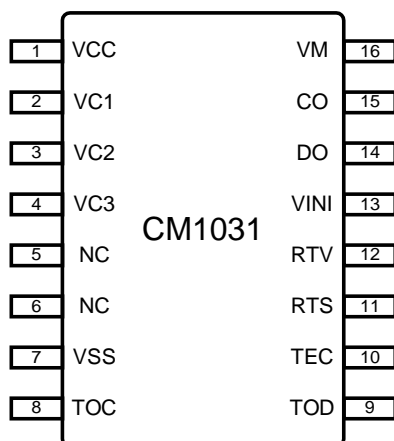 1 VCC VM 16
2 VC1 CO 15
3 VC2 DO 14
4 VC3 VINI 13
CM1031
5 NC RTV 12
6 NC RTS 11
7 VSS TEC 10
8 TOC TOD 9